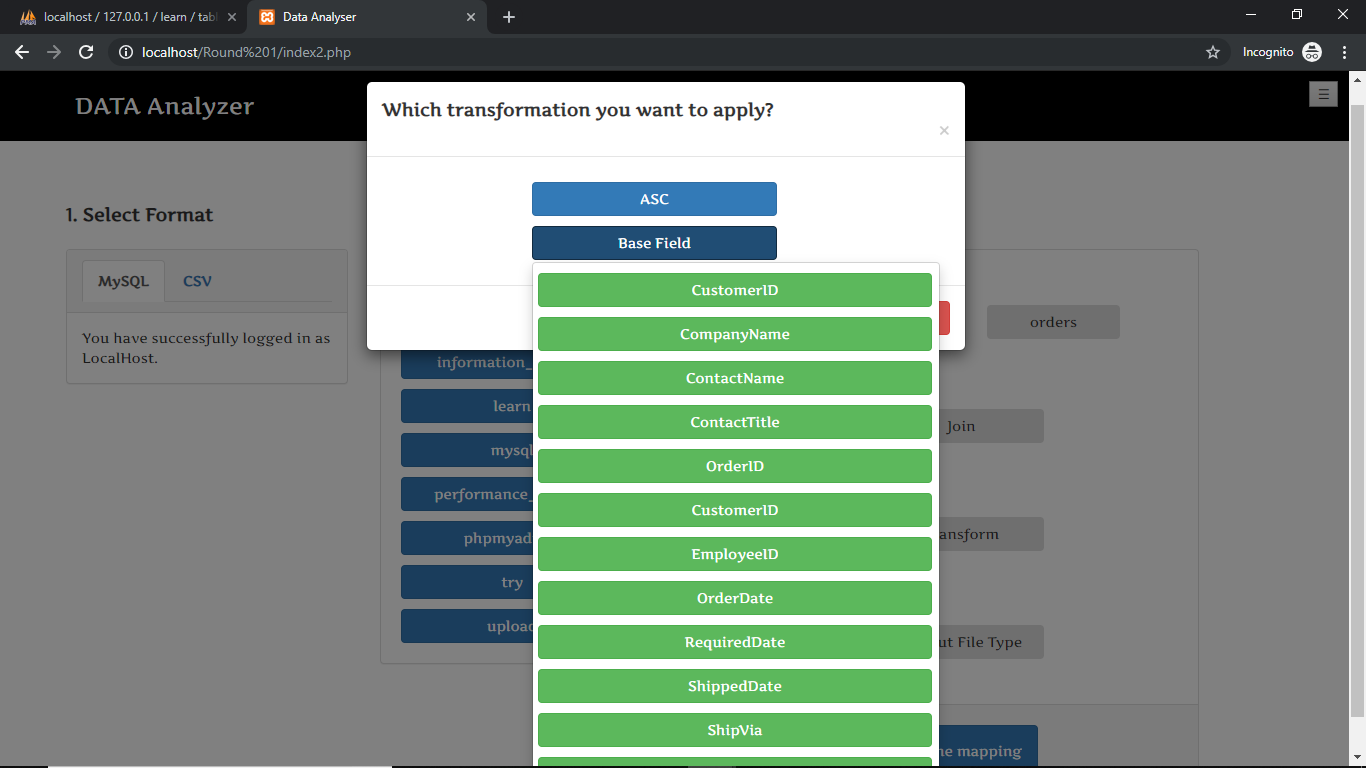 localhost / 127.0.0.1 / learn / tabl
Data Analyser
localhost/Round%201/index2.php
Incognito
DATA Analyzer
Which transformation you want to apply?
×
ASC
Base Field
1. Select Format
MySQL
CSV
You have successfully logged in as
LocalHost.
information_
learn
mysql
performance_
phpmyad
try
upload
CustomerID
CompanyName
ContactName
ContactTitle
OrderID
CustomerID
EmployeeID
OrderDate
RequiredDate
ShippedDate
ShipVia
orders
Join
ansform
ut File Type
ne mapping